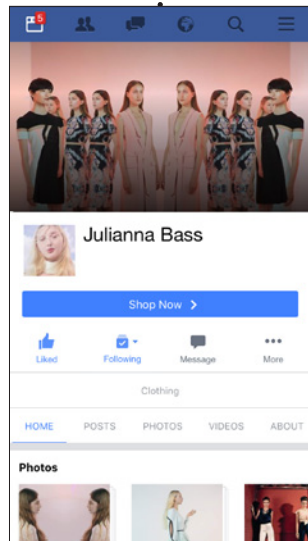 5
Julianna Bass
Shop Now
Liked Following Message More
Clothing
HOME POSTS PHOTOS VIDEOS ABOUT
Photos